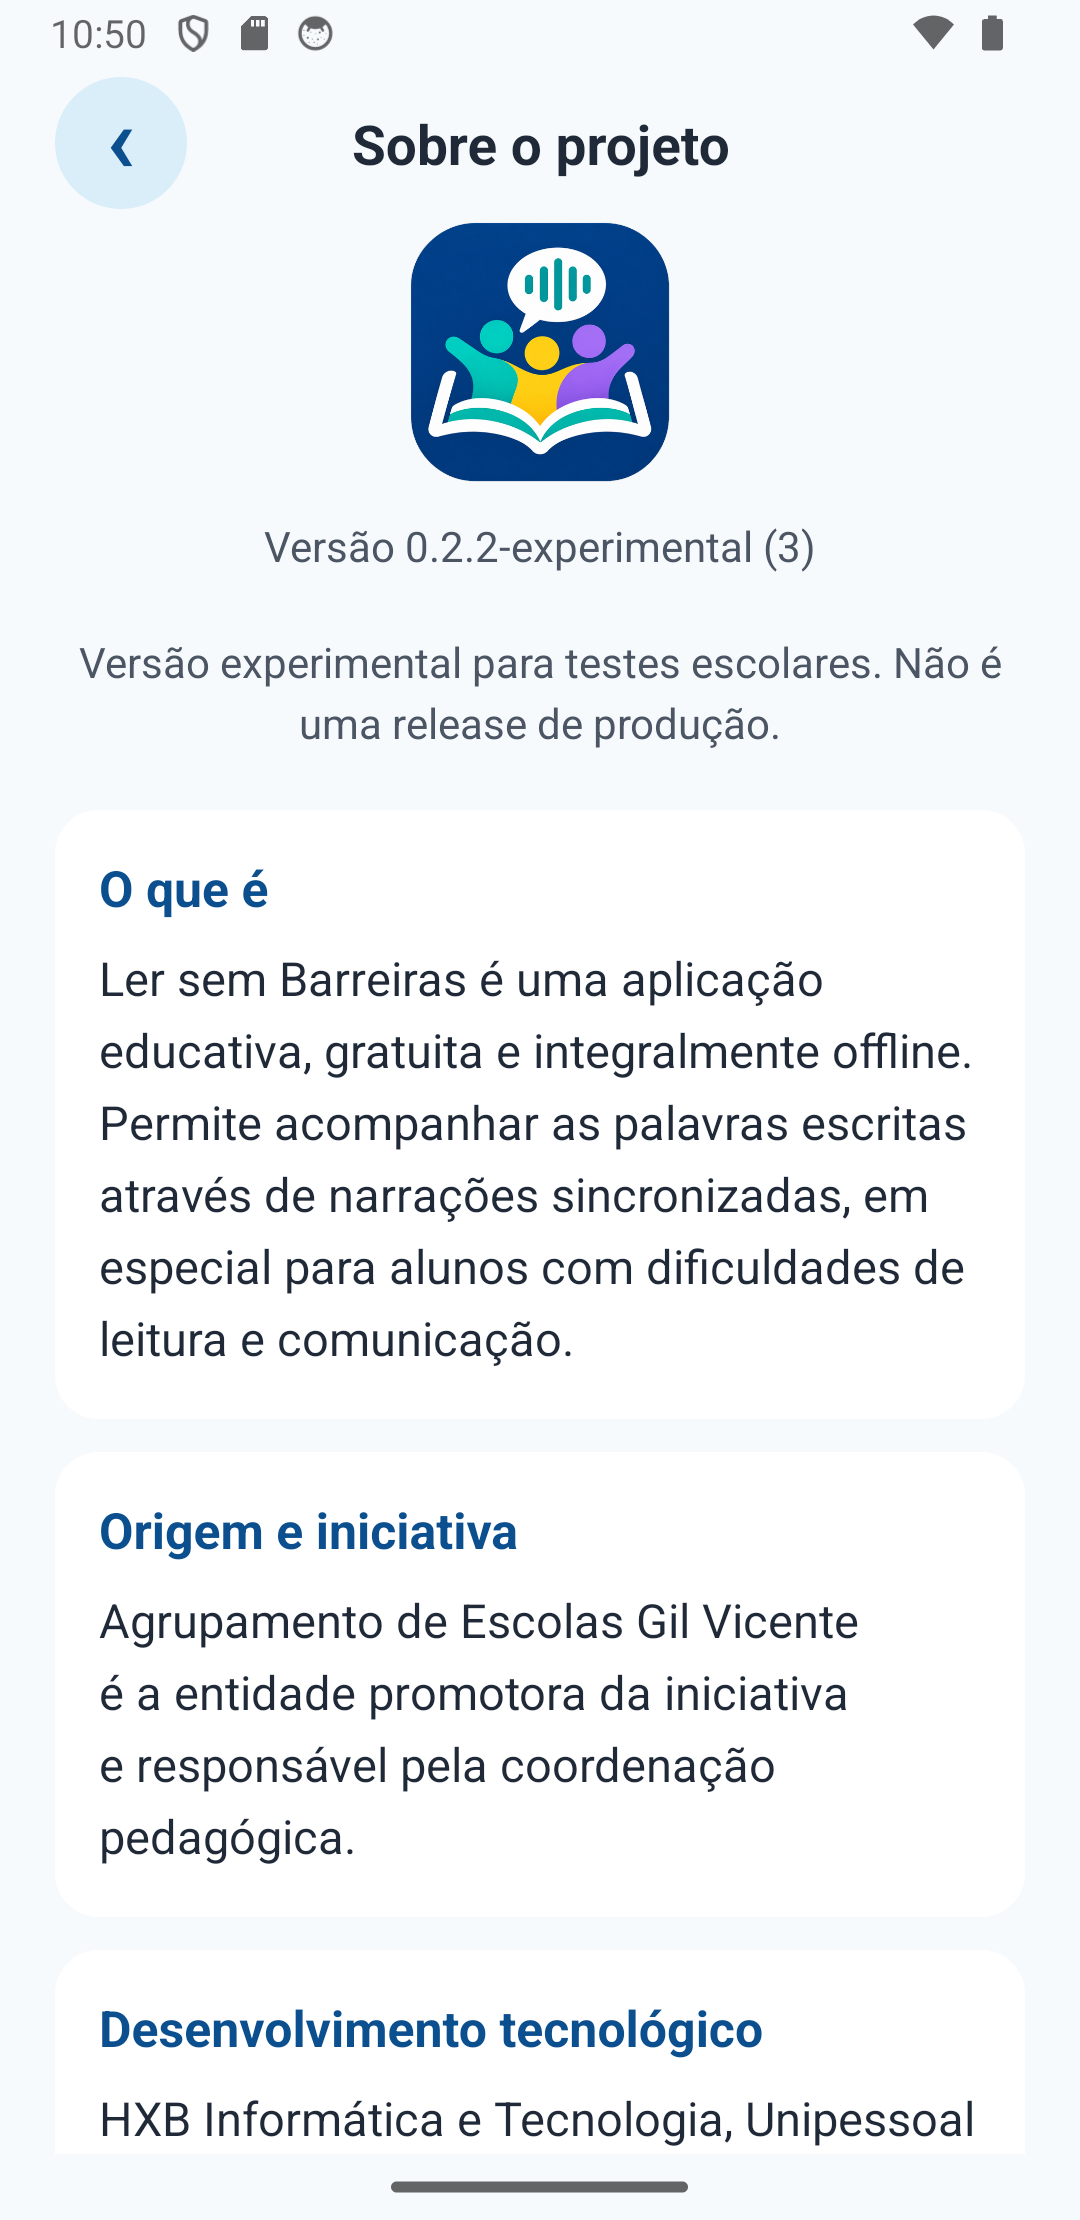 10:50
Sobre o projeto
Versão 0.2.2-experimental (3)
Versão experimental para testes escolares. Não é
uma release de produção.
O que é
Ler sem Barreiras é uma aplicação
educativa, gratuita e integralmente offline.
Permite acompanhar as palavras escritas
através de narrações sincronizadas, em
especial para alunos com dificuldades de
leitura e comunicação.
Origem e iniciativa
Agrupamento de Escolas Gil Vicente
é a entidade promotora da iniciativa
e responsável pela coordenação
pedagógica.
Desenvolvimento tecnológico
HXB Informática e Tecnologia, Unipessoal